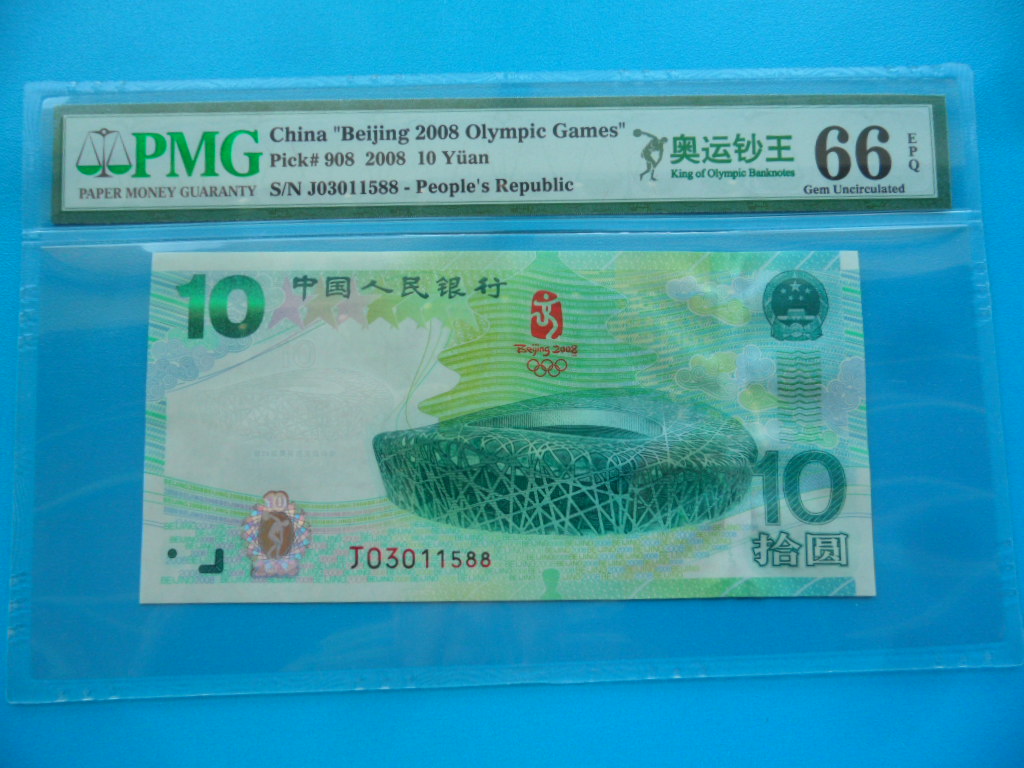 PMG
PAPER MONEY GUARANTY
China "Beijing 2008 Olympic Games"
Pick# 908 2008 10 Yüan
S/N J03011588 - People's Republic
奥运钞王
King of Olympic Banknotes
66
EPQ
Gem Uncirculated
10
中国人民银行
Beijing 2008
10
J03011588
10
拾圆